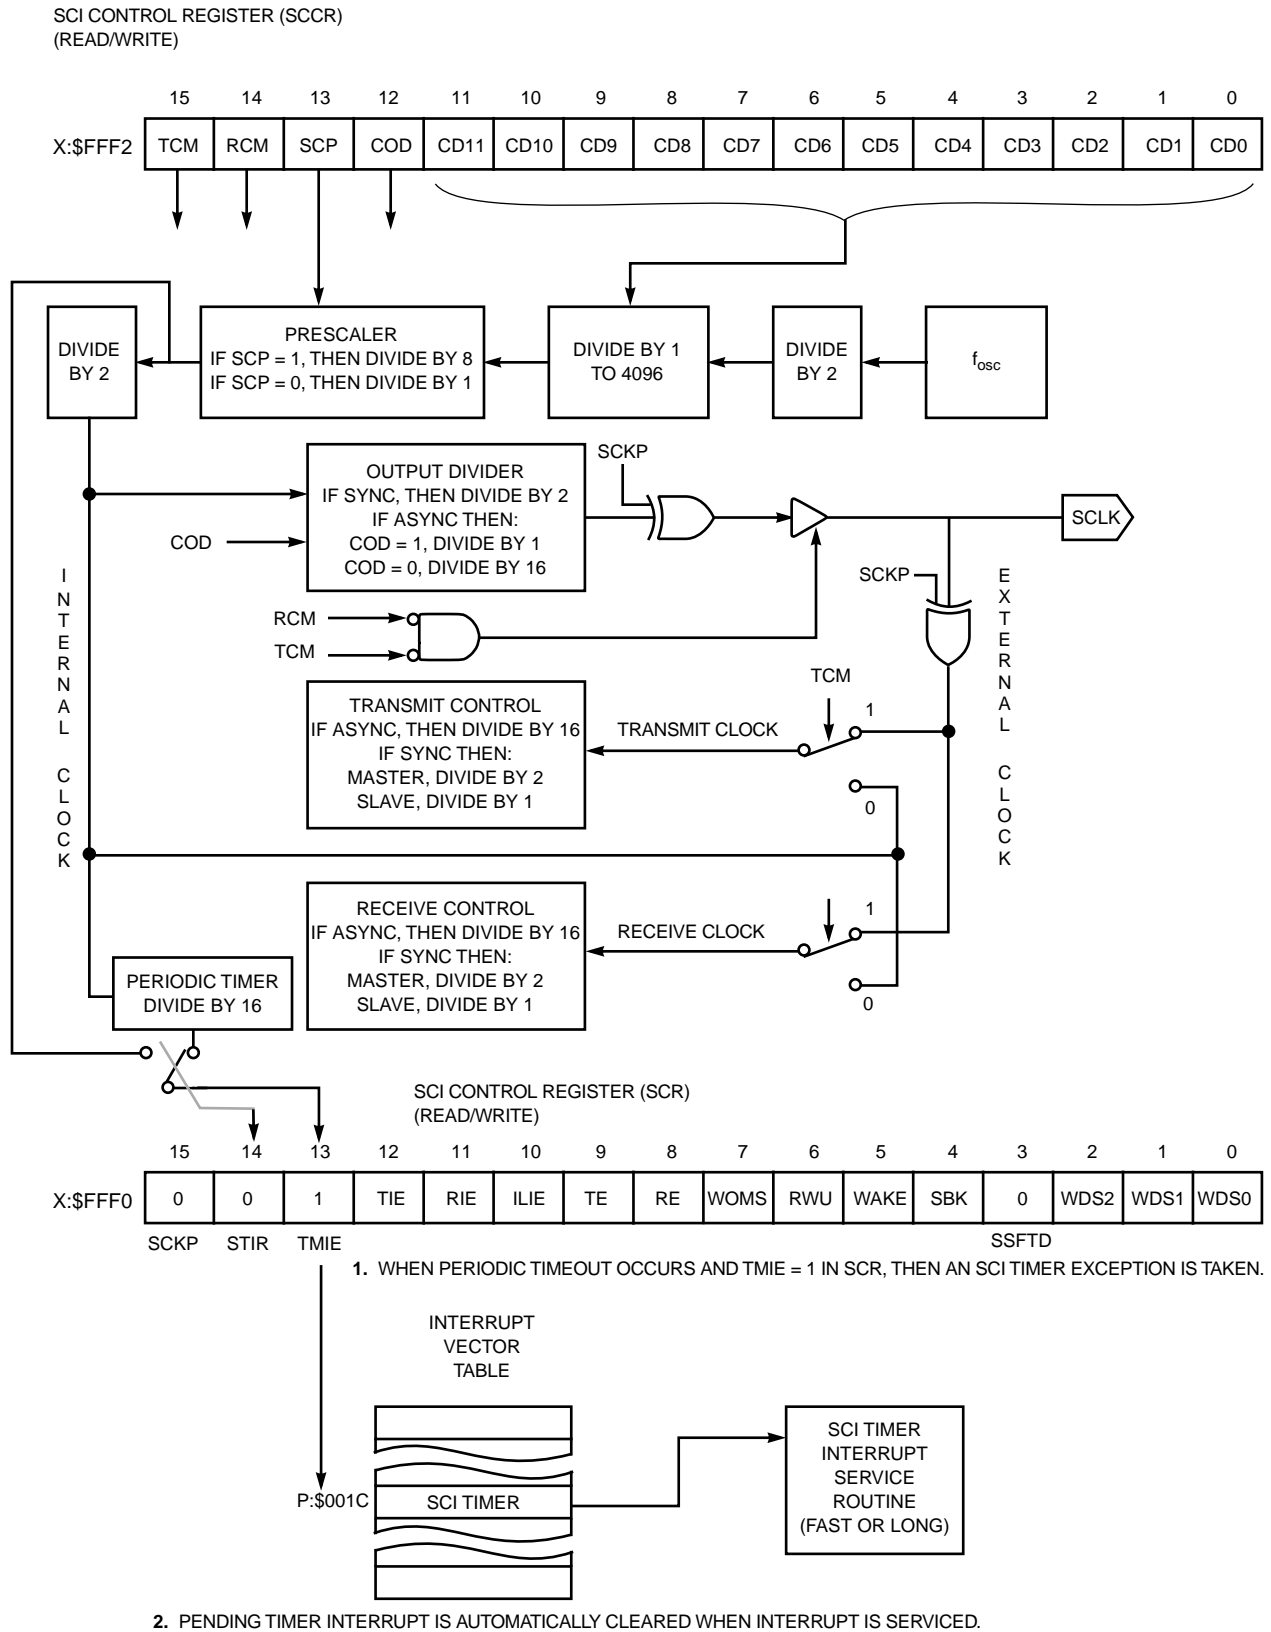 SCI CONTROL REGISTER (SCCR)
(READ/WRITE)
15 14 13 12 11 10 9 8 7 6 5 4 3 2 1 0
X:$FFF2 TCM RCM SCP COD CD11 CD10 CD9 CD8 CD7 CD6 CD5 CD4 CD3 CD2 CD1 CD0
DIVIDE
BY 2
PRESCALER
IF SCP = 1, THEN DIVIDE BY 8
IF SCP = 0, THEN DIVIDE BY 1
DIVIDE BY 1
TO 4096
DIVIDE
BY 2
fosc
OUTPUT DIVIDER
IF SYNC, THEN DIVIDE BY 2
IF ASYNC THEN:
COD = 1, DIVIDE BY 1
COD = 0, DIVIDE BY 16
SCKP
SCLK
COD
INTERNAL CLOCK
SCKP
EXTERNAL CLOCK
RCM
TCM
TCM
TRANSMIT CONTROL
IF ASYNC, THEN DIVIDE BY 16
IF SYNC THEN:
MASTER, DIVIDE BY 2
SLAVE, DIVIDE BY 1
TRANSMIT CLOCK
1
0
RECEIVE CONTROL
IF ASYNC, THEN DIVIDE BY 16
IF SYNC THEN:
MASTER, DIVIDE BY 2
SLAVE, DIVIDE BY 1
RECEIVE CLOCK
1
0
PERIODIC TIMER
DIVIDE BY 16
SCI CONTROL REGISTER (SCR)
(READ/WRITE)
15 14 13 12 11 10 9 8 7 6 5 4 3 2 1 0
X:$FFF0 0 0 1 TIE RIE ILIE TE RE WOMS RWU WAKE SBK 0 WDS2 WDS1 WDS0
SCKP STIR TMIE SSFTD
1. WHEN PERIODIC TIMEOUT OCCURS AND TMIE = 1 IN SCR, THEN AN SCI TIMER EXCEPTION IS TAKEN.
INTERRUPT
VECTOR
TABLE
P:$001C
SCI TIMER
SCI TIMER
INTERRUPT
SERVICE
ROUTINE
(FAST OR LONG)
2. PENDING TIMER INTERRUPT IS AUTOMATICALLY CLEARED WHEN INTERRUPT IS SERVICED.